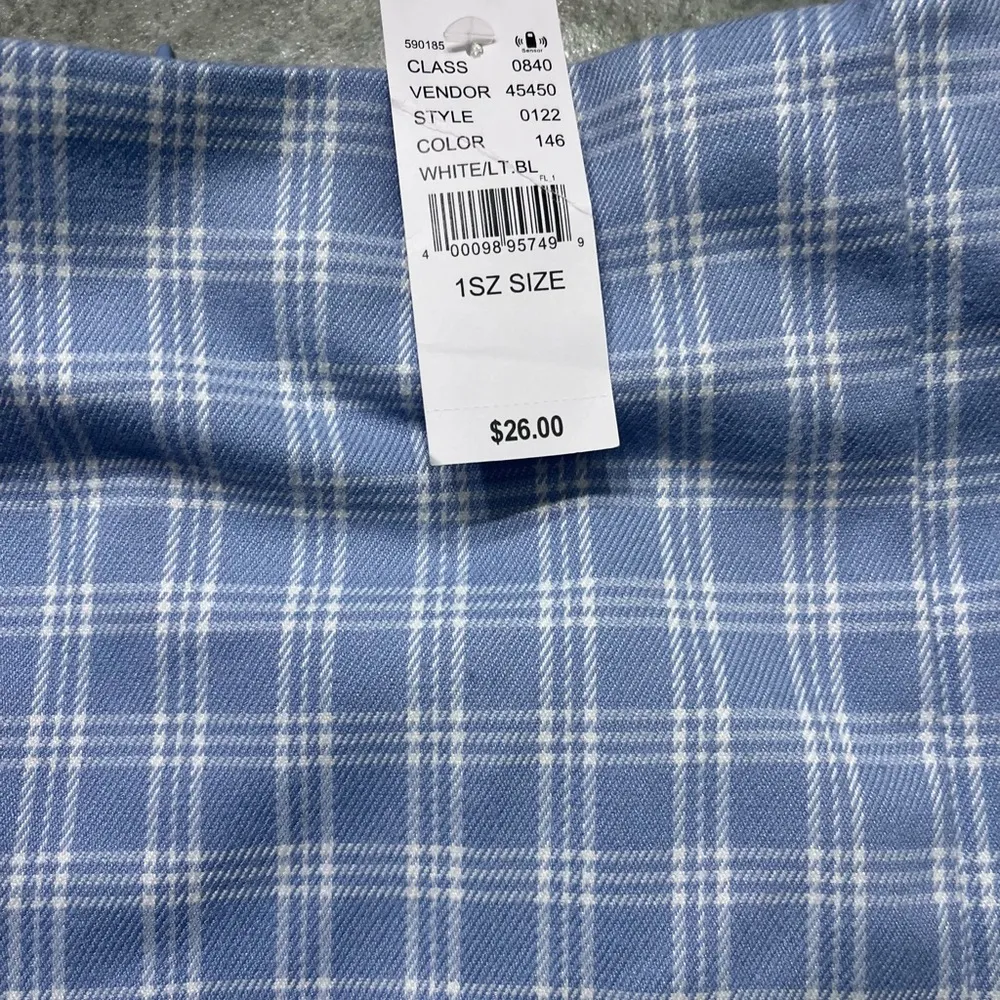 590185
Sensor
CLASS 0840
VENDOR 45450
STYLE 0122
COLOR 146
WHITE/LT.BL
FL 1
4 00098 95749 9
1SZ SIZE
$26.00